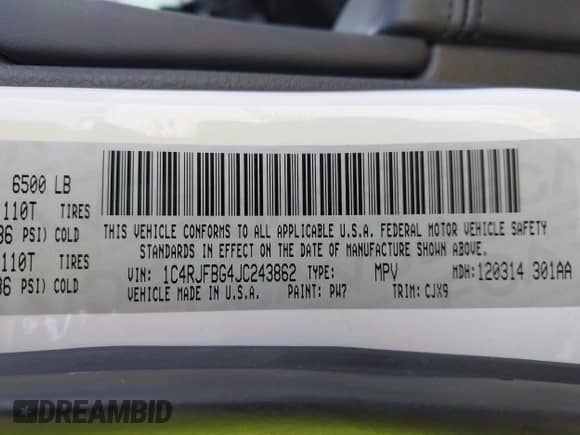 6500 LB
110T TIRES
36 PSI) COLD
110T TIRES
36 PSI) COLD
THIS VEHICLE CONFORMS TO ALL APPLICABLE U.S.A. FEDERAL MOTOR VEHICLE SAFETY
STANDARDS IN EFFECT ON THE DATE OF MANUFACTURE SHOWN ABOVE.
VIN: 1C4RJFBG4JC243862 TYPE: MPV MDH:120314 301AA
VEHICLE MADE IN U.S.A. PAINT: PW7 TRIM: CJX9
DREAMBID